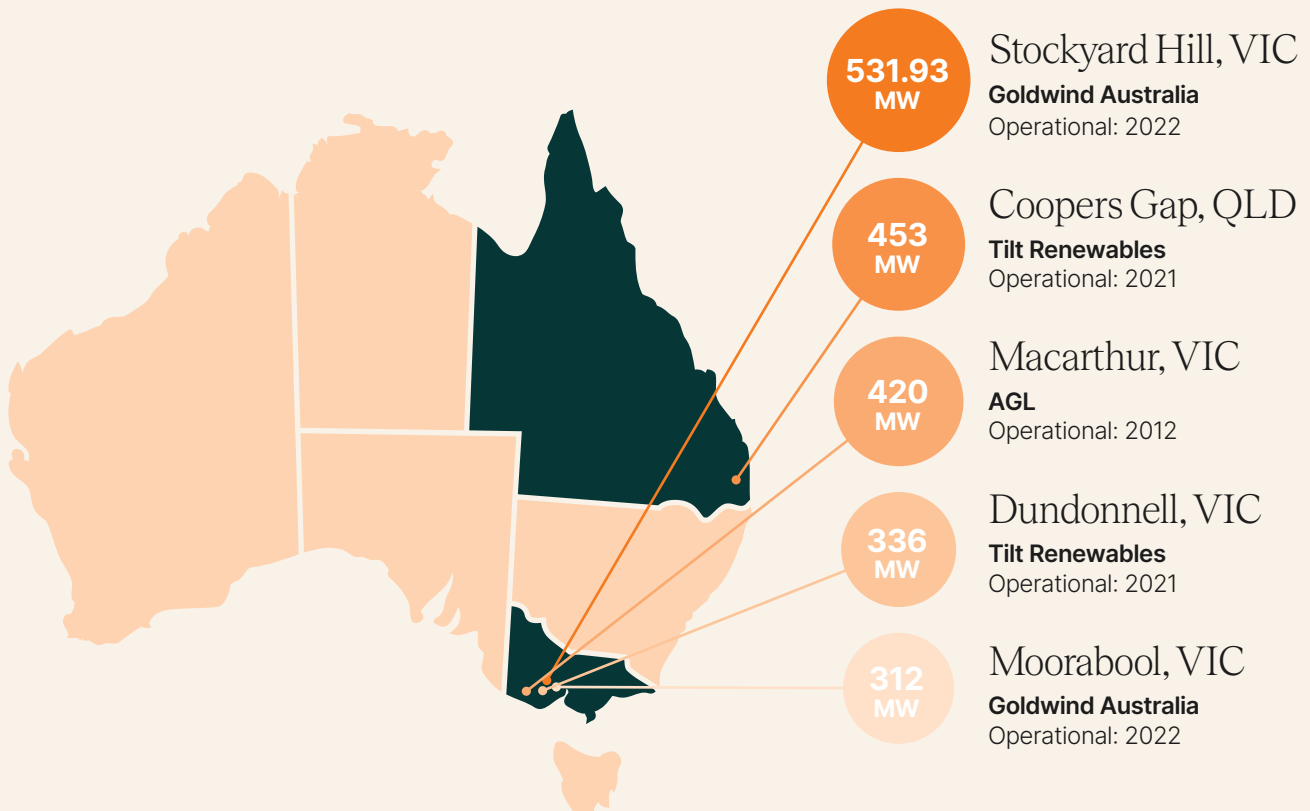 531.93
MW
Stockyard Hill, VIC
Goldwind Australia
Operational: 2022
453
MW
Coopers Gap, QLD
Tilt Renewables
Operational: 2021
420
MW
Macarthur, VIC
AGL
Operational: 2012
336
MW
Dundonnell, VIC
Tilt Renewables
Operational: 2021
312
MW
Moorabool, VIC
Goldwind Australia
Operational: 2022